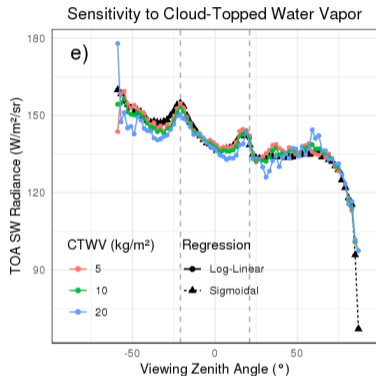 Sensitivity to Cloud-Topped Water Vapor
e)
TOA SW Radiance (W/m²/sr)
180
150
120
90
CTWV (kg/m²)
5
10
20
Regression
Log-Linear
Sigmoidal
-50
0
50
Viewing Zenith Angle (°)